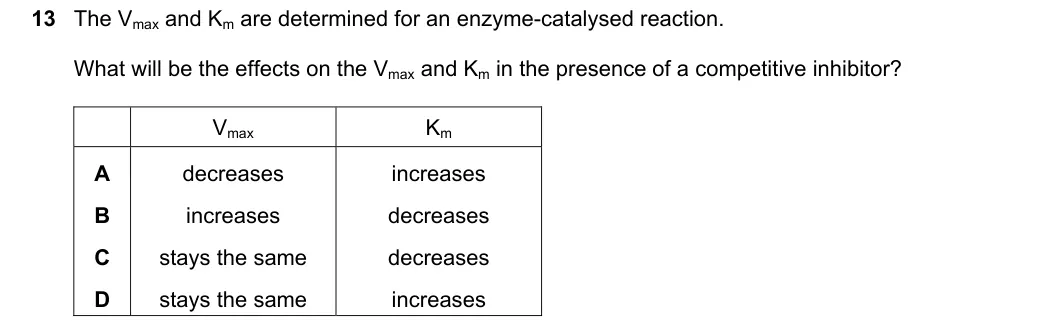 13 The Vmax and Km are determined for an enzyme-catalysed reaction.
What will be the effects on the Vmax and Km in the presence of a competitive inhibitor?
Vmax Km
A decreases increases
B increases decreases
C stays the same decreases
D stays the same increases